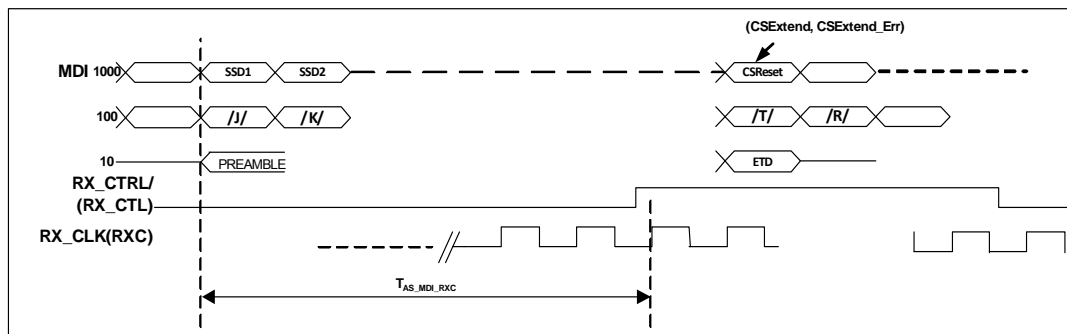 (CSExtend, CSExtend_Err)
MDI 1000 SSD1 SSD2 CSReset
100 /J/ /K/ /T/ /R/
10 PREAMBLE ETD
RX_CTRL/
(RX_CTL)
RX_CLK(RXC)
TAS_MDI_RXC